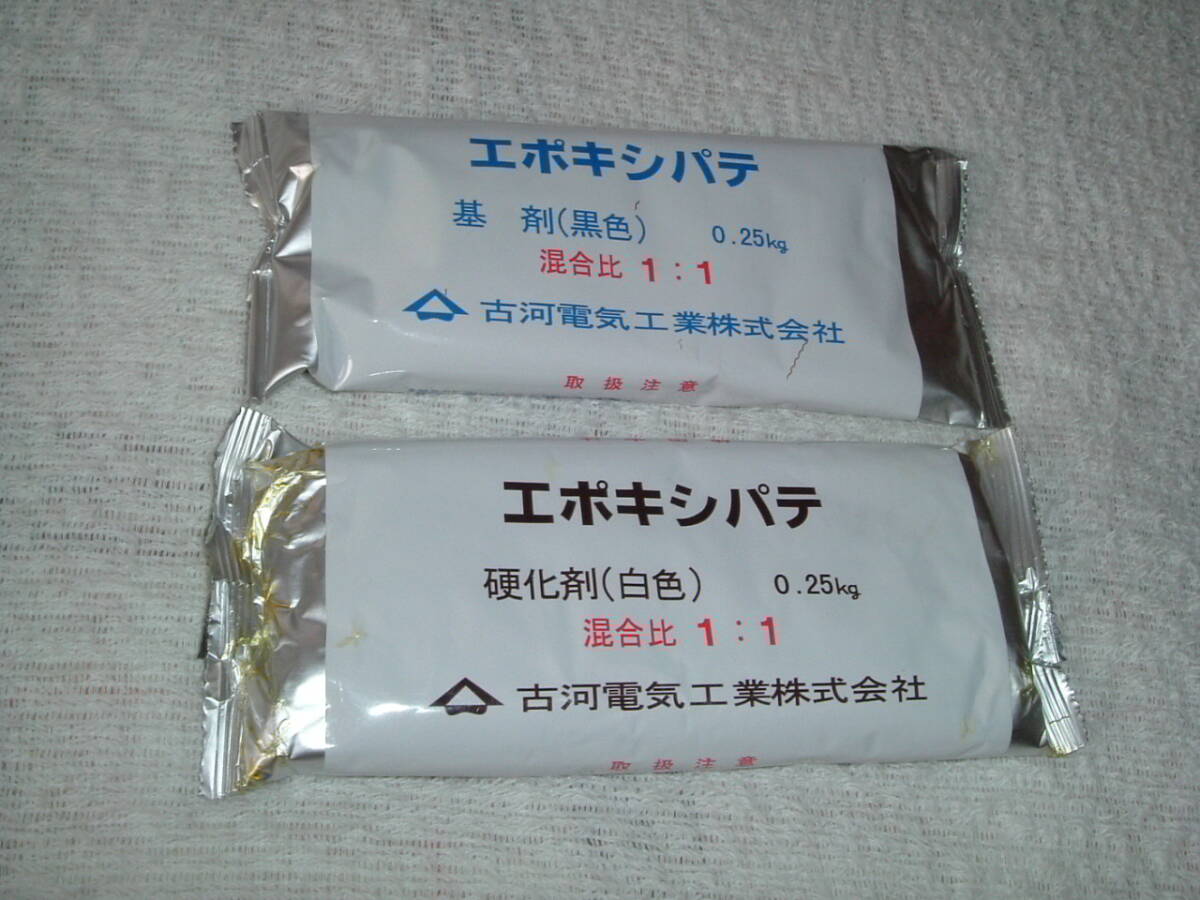 エポキシパテ
基 剤(黒色) 0.25kg
混合比 1:1
古河電気工業株式会社
取扱注意
エポキシパテ
硬化剤(白色) 0.25kg
混合比 1:1
古河電気工業株式会社
取扱注意